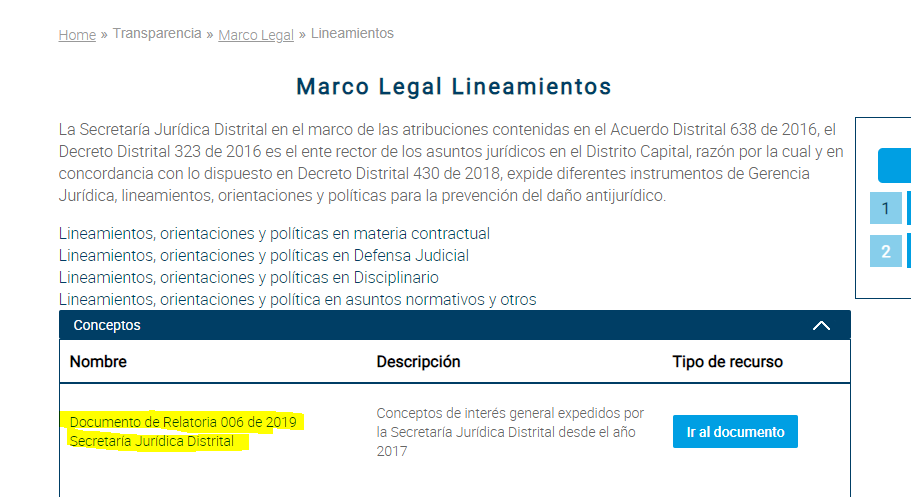 Home » Transparencia » Marco Legal » Lineamientos
Marco Legal Lineamientos
La Secretaría Jurídica Distrital en el marco de las atribuciones contenidas en el Acuerdo Distrital 638 de 2016, el
Decreto Distrital 323 de 2016 es el ente rector de los asuntos jurídicos en el Distrito Capital, razón por la cual y en
concordancia con lo dispuesto en Decreto Distrital 430 de 2018, expide diferentes instrumentos de Gerencia
Jurídica, lineamientos, orientaciones y políticas para la prevención del daño antijurídico.
Lineamientos, orientaciones y políticas en materia contractual
Lineamientos, orientaciones y políticas en Defensa Judicial
Lineamientos, orientaciones y políticas en Disciplinario
Lineamientos, orientaciones y política en asuntos normativos y otros
1
2
Conceptos
Nombre Descripción Tipo de recurso
Documento de Relatoria 006 de 2019
Secretaría Jurídica Distrital
Conceptos de interés general expedidos por
la Secretaría Jurídica Distrital desde el año
2017
Ir al documento